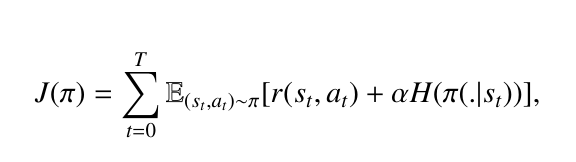 J(π) = ∑_{t=0}^{T} 𝔼_{(s_t,a_t)∼π}[r(s_t, a_t) + αH(π(.|s_t))],